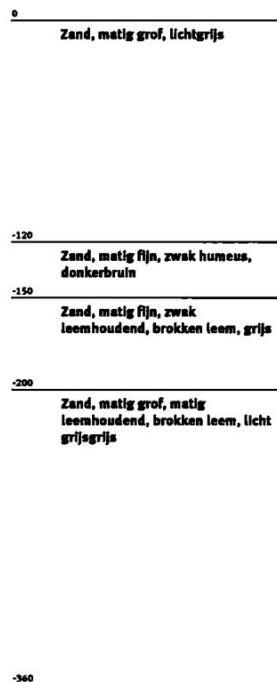 0
Zand, matig grof, lichtgrijs
-120
Zand, matig fijn, zwak humeus,
donkerbruin
-150
Zand, matig fijn, zwak
leemhoudend, brokken leem, grijs
-200
Zand, matig grof, matig
leemhoudend, brokken leem, licht
grijsgrijs
-360